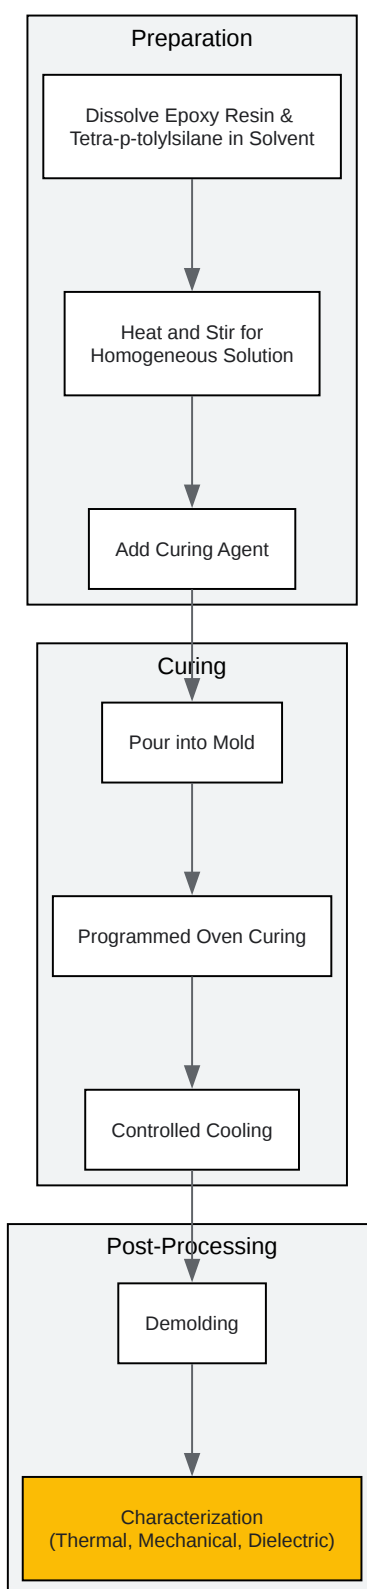 Preparation
Dissolve Epoxy Resin &
Tetra-p-tolylsilane in Solvent
Heat and Stir for
Homogeneous Solution
Add Curing Agent
Curing
Pour into Mold
Programmed Oven Curing
Controlled Cooling
Post-Processing
Demolding
Characterization
(Thermal, Mechanical, Dielectric)